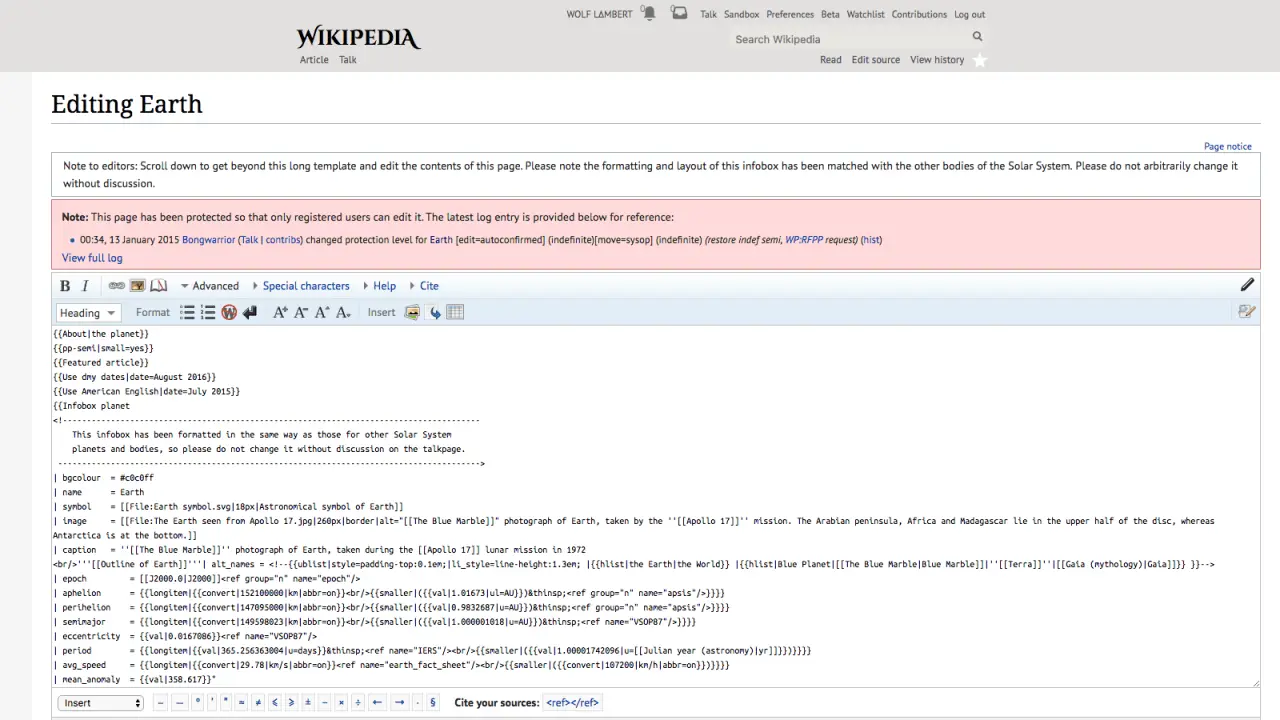 WOLF LAMBERT 0 0 Talk Sandbox Preferences Beta Watchlist Contributions Log out
WIKIPEDIA
Search Wikipedia
Article Talk
Read Edit source View history
Editing Earth
Page notice
Note to editors: Scroll down to get beyond this long template and edit the contents of this page. Please note the formatting and layout of this infobox has been matched with the other bodies of the Solar System. Please do not arbitrarily change it
without discussion.
Note: This page has been protected so that only registered users can edit it. The latest log entry is provided below for reference:
• 00:34, 13 January 2015 Bongwarrior (Talk | contribs) changed protection level for Earth [edit=autoconfirmed] (indefinite)[move=sysop] (indefinite) (restore indef semi, WP:RFPP request) (hist)
View full log
B I Advanced Special characters Help Cite
Heading Format W A+ A− A A Insert
{{About|the planet}}
{{pp-semi|small=yes}}
{{Featured article}}
{{Use dmy dates|date=August 2016}}
{{Use American English|date=July 2015}}
{{Infobox planet
<!--------------------------------------------------------------------------------
This infobox has been formatted in the same way as those for other Solar System
planets and bodies, so please do not change it without discussion on the talkpage.
-------------------------------------------------------------------------------->
| bgcolour = #c0c0ff
| name = Earth
| symbol = [[File:Earth symbol.svg|18px|Astronomical symbol of Earth]]
| image = [[File:The Earth seen from Apollo 17.jpg|260px|border|alt="[[The Blue Marble]]" photograph of Earth, taken by the ''[[Apollo 17]]'' mission. The Arabian peninsula, Africa and Madagascar lie in the upper half of the disc, whereas
Antarctica is at the bottom.]]
| caption = ''[[The Blue Marble]]'' photograph of Earth, taken during the [[Apollo 17]] lunar mission in 1972
<br/>'''[[Outline of Earth]]'''| alt_names = <!--{{ublist|style=padding-top:0.1em;|li_style=line-height:1.3em; |{{hlist|the Earth|the World}} |{{hlist|Blue Planet|[[The Blue Marble|Blue Marble]]|''[[Terra]]''|[[Gaia (mythology)|Gaia]]}} }}-->
| epoch = [[J2000.0|J2000]]<ref group="n" name="epoch"/>
| aphelion = {{longitem|{{convert|152100000|km|abbr=on}}<br/>{{smaller|({{val|1.01673|ul=AU}})&thinsp;<ref group="n" name="apsis"/>}}}}
| perihelion = {{longitem|{{convert|147095000|km|abbr=on}}<br/>{{smaller|({{val|0.9832687|u=AU}})&thinsp;<ref group="n" name="apsis"/>}}}}
| semimajor = {{longitem|{{convert|149598023|km|abbr=on}}<br/>{{smaller|({{val|1.000001018|u=AU}})&thinsp;<ref name="VSOP87"/>}}}}
| eccentricity = {{val|0.0167086}}<ref name="VSOP87"/>
| period = {{longitem|{{val|365.256363004|u=days}}&thinsp;<ref name="IERS"/><br/>{{smaller|({{val|1.00001742096|u=[[Julian year (astronomy)|yr]]}})}}}}
| avg_speed = {{longitem|{{convert|29.78|km/s|abbr=on}}<ref name="earth_fact_sheet"/><br/>{{smaller|({{convert|107200|km/h|abbr=on}})}}}}
| mean_anomaly = {{val|358.617}}°
Insert – — ° ′ ″ ≈ ≠ ≤ ≥ ± − × ÷ ← → · § Cite your sources: <ref></ref>